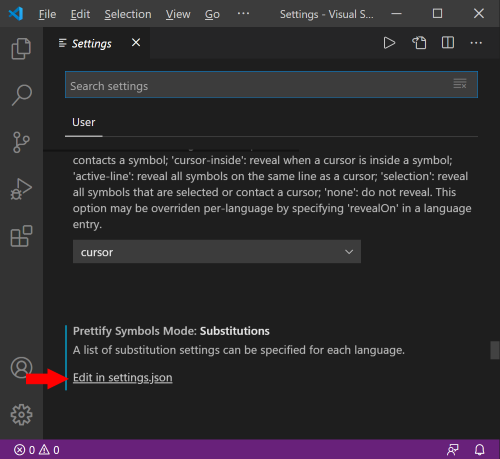 File Edit Selection ··· Settings - Visual S...
Settings
Search settings
User
contacts a symbol; 'cursor-inside': reveal when a cursor is inside a symbol;
'active-line': reveal all symbols on the same line as a cursor; 'selection': reveal
all symbols that are selected or contact a cursor; 'none': do not reveal. This
option may be overriden per-language by specifying 'revealOn' in a language
entry.
cursor
Prettify Symbols Mode: Substitutions
A list of substitution settings can be specified for each language.
Edit in settings.json
0 0